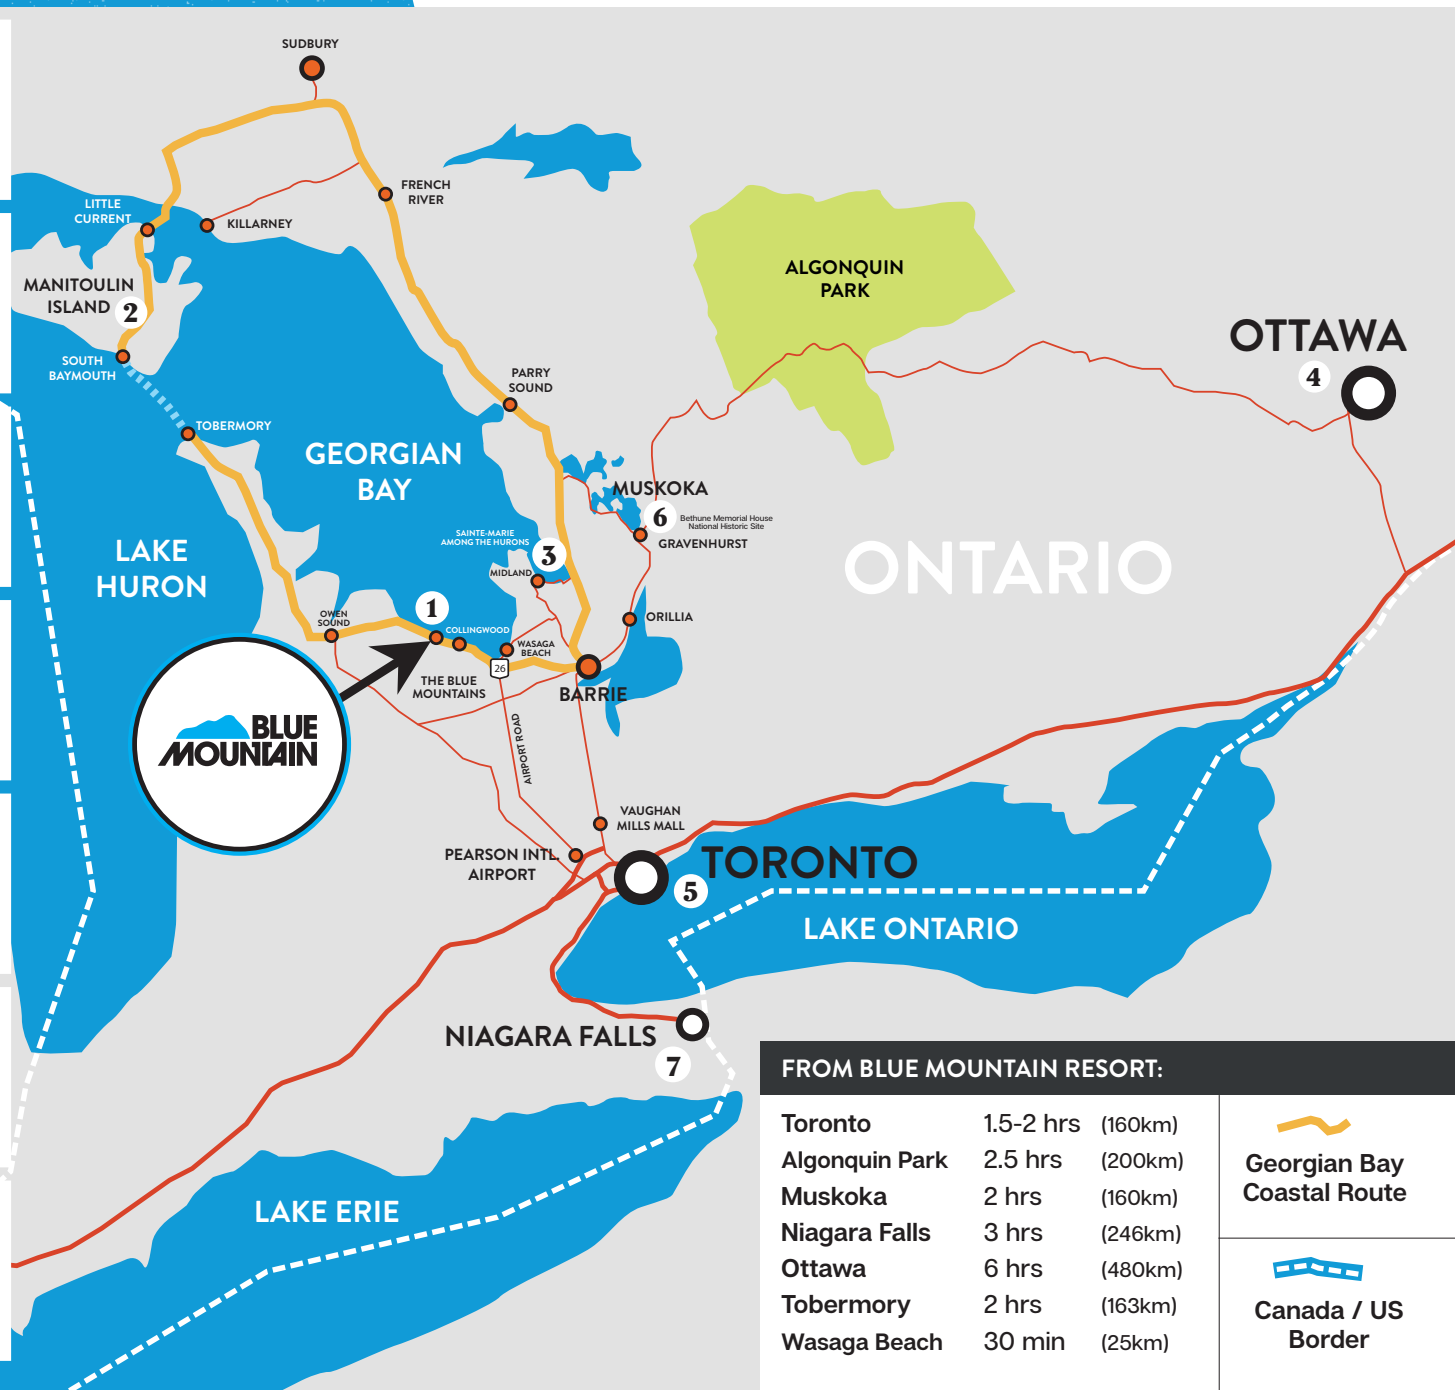 SUDBURY
FRENCH
RIVER
LITTLE
CURRENT
KILLARNEY
MANITOULIN
ISLAND 2
SOUTH
BAYMOUTH
TOBERMORY
ALGONQUIN
PARK
OTTAWA
4
PARRY
SOUND
GEORGIAN
BAY
MUSKOKA
6
Bethune Memorial House
National Historic Site
GRAVENHURST
SAINTE-MARIE
AMONG THE HURONS
3
MIDLAND
LAKE
HURON
ONTARIO
1
OWEN
SOUND
COLLINGWOOD
ORILLIA
WASAGA
BEACH
26
THE BLUE
MOUNTAINS
BARRIE
BLUE
MOUNTAIN
AIRPORT ROAD
VAUGHAN
MILLS MALL
PEARSON INTL.
AIRPORT
TORONTO
5
LAKE ONTARIO
NIAGARA FALLS
7
LAKE ERIE
FROM BLUE MOUNTAIN RESORT:
Toronto 1.5-2 hrs (160km)
Algonquin Park 2.5 hrs (200km)
Muskoka 2 hrs (160km)
Niagara Falls 3 hrs (246km)
Ottawa 6 hrs (480km)
Tobermory 2 hrs (163km)
Wasaga Beach 30 min (25km)
Georgian Bay
Coastal Route
Canada / US
Border